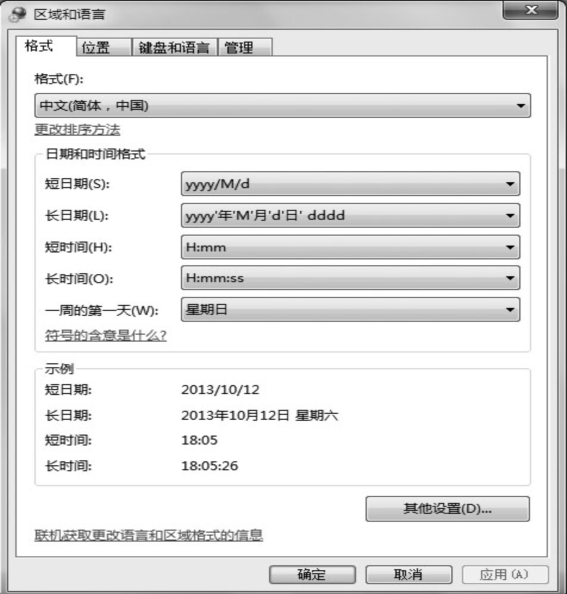 区域和语言
格式 位置 键盘和语言 管理
格式(F):
中文(简体，中国)
更改排序方法
日期和时间格式
短日期(S): yyyy/M/d
长日期(L): yyyy'年'M'月'd'日' dddd
短时间(H): H:mm
长时间(O): H:mm:ss
一周的第一天(W): 星期日
符号的含意是什么?
示例
短日期: 2013/10/12
长日期: 2013年10月12日 星期六
短时间: 18:05
长时间: 18:05:26
其他设置(D)...
联机获取更改语言和区域格式的信息
确定 取消 应用(A)